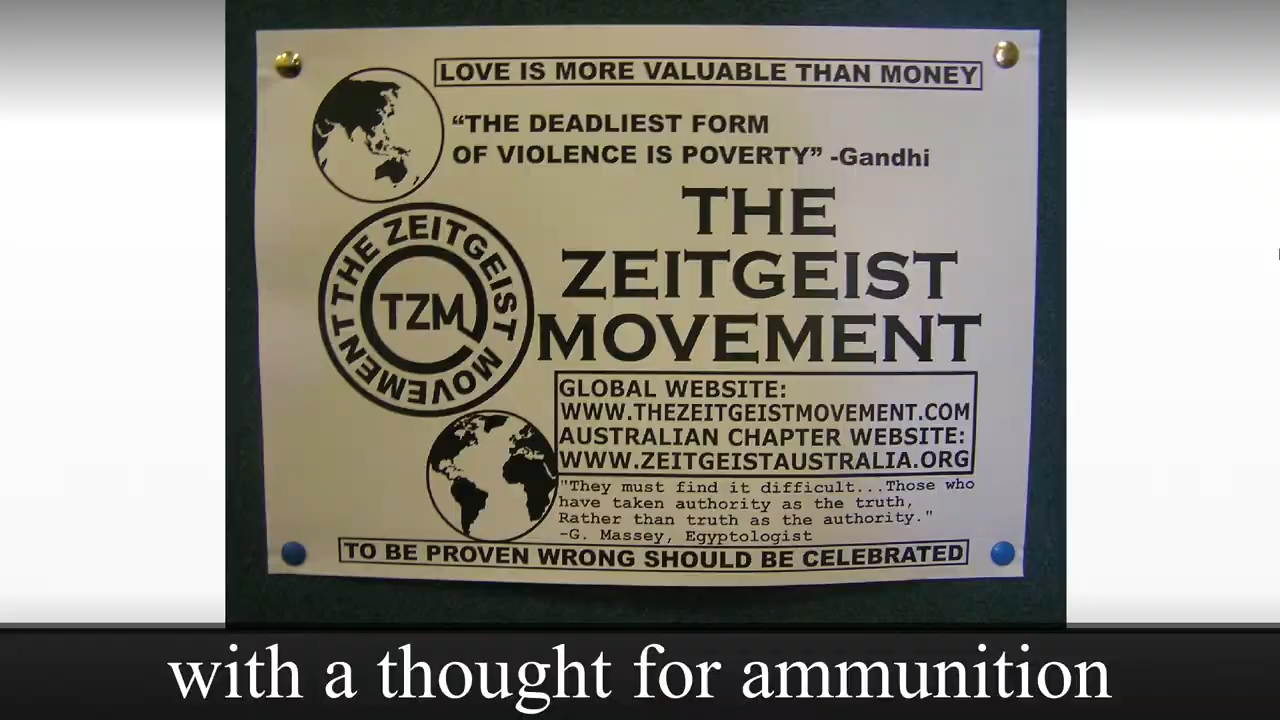 LOVE IS MORE VALUABLE THAN MONEY
“THE DEADLIEST FORM
OF VIOLENCE IS POVERTY” -Gandhi
THE
ZEITGEIST
MOVEMENT
THE ZEITGEIST MOVEMENT
TZM
GLOBAL WEBSITE:
WWW.THEZEITGEISTMOVEMENT.COM
AUSTRALIAN CHAPTER WEBSITE:
WWW.ZEITGEISTAUSTRALIA.ORG
"They must find it difficult...Those who
have taken authority as the truth,
Rather than truth as the authority."
-G. Massey, Egyptologist
TO BE PROVEN WRONG SHOULD BE CELEBRATED
with a thought for ammunition